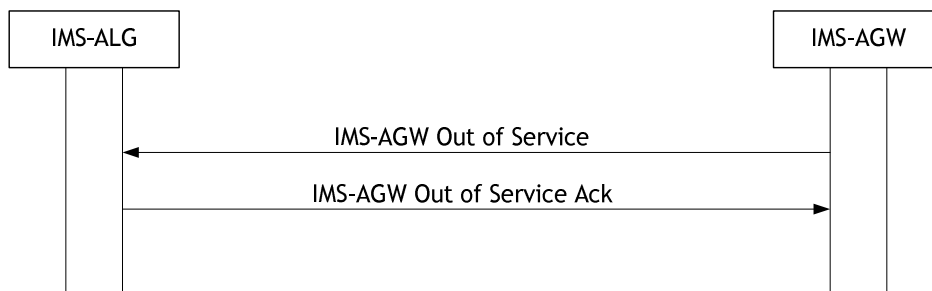 IMS-ALG
IMS-AGW
IMS-AGW Out of Service
IMS-AGW Out of Service Ack